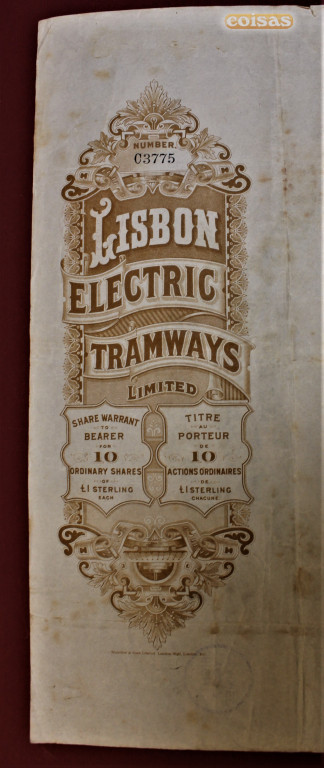 coisas
NUMBER.
C3775
LISBON
ELECTRIC
TRAMWAYS
LIMITED
SHARE WARRANT
TO
BEARER
FOR
10
ORDINARY SHARES
OF
£1 STERLING
EACH
TITRE
AU
PORTEUR
DE
10
ACTIONS ORDINAIRES
DE
£1 STERLING
CHACUNE